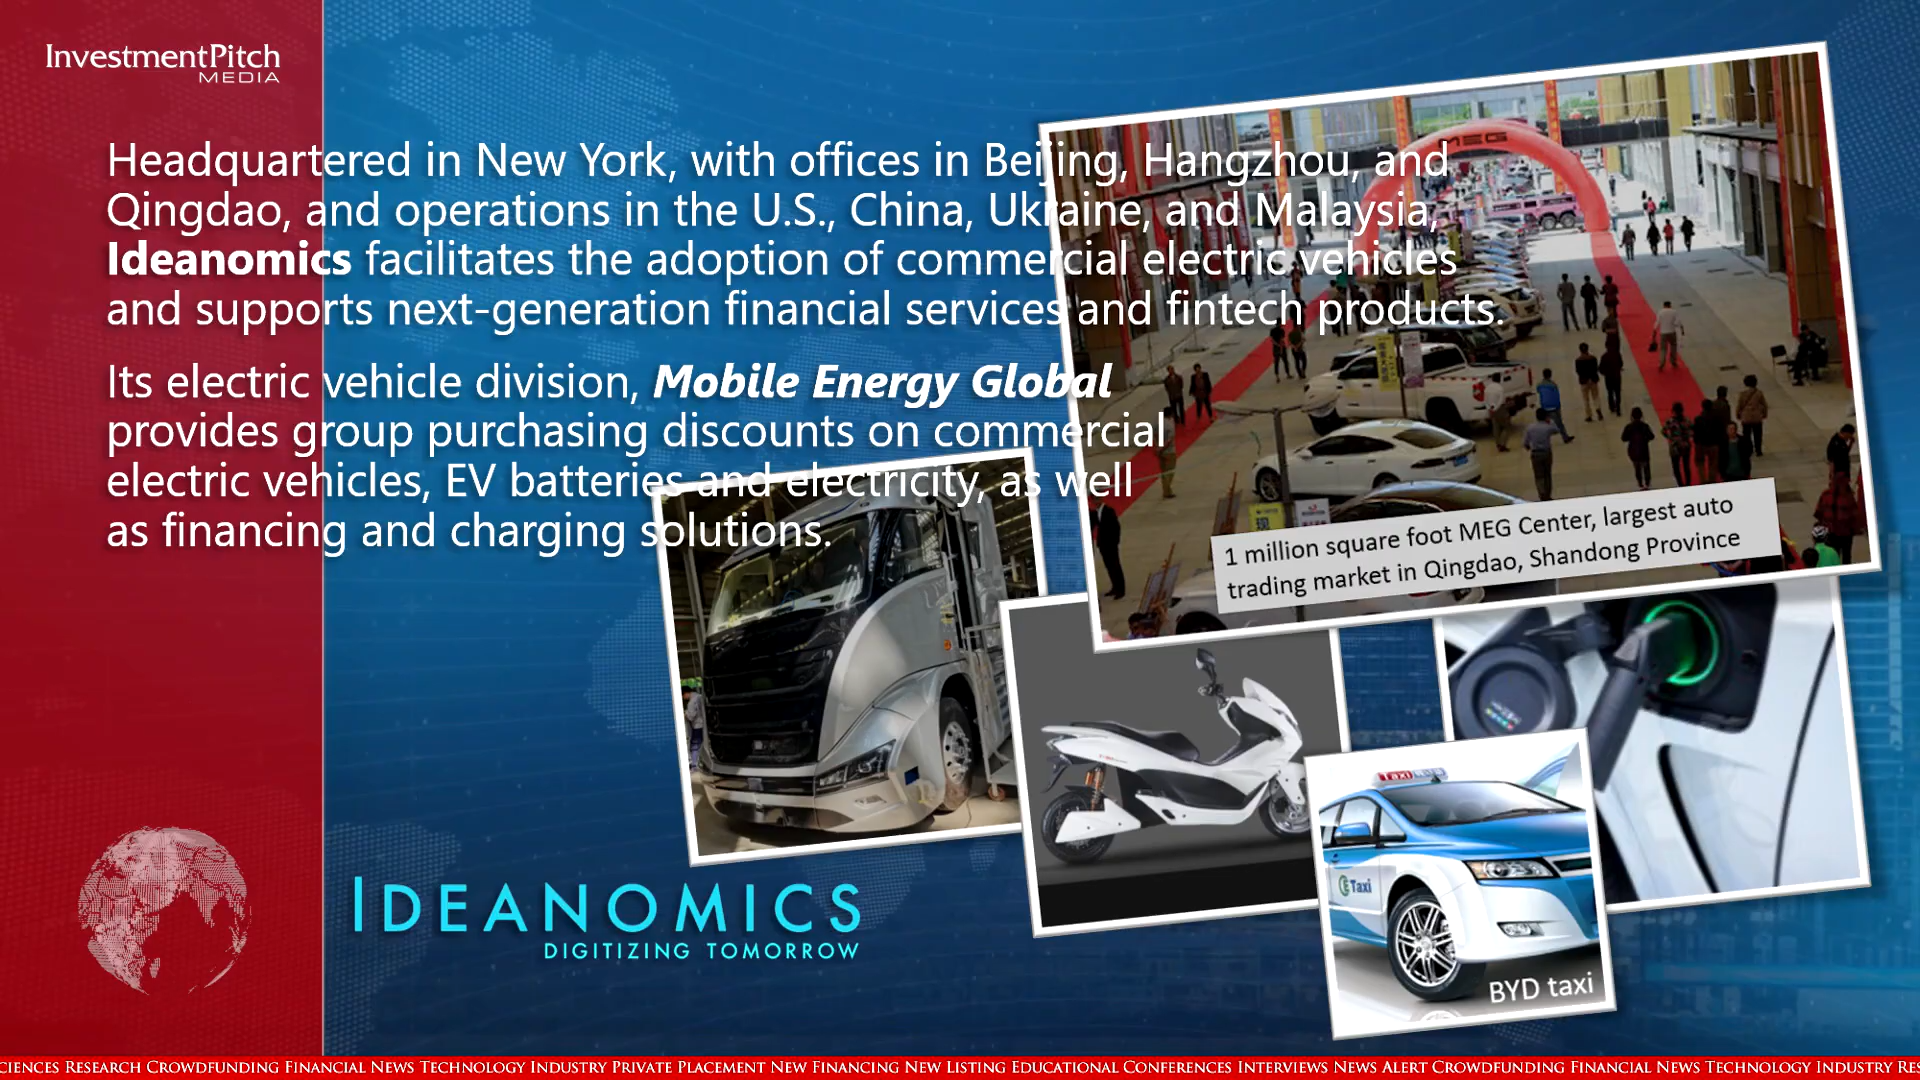 InvestmentPitch
MEDIA
Headquartered in New York, with offices in Beijing, Hangzhou, and
Qingdao, and operations in the U.S., China, Ukraine, and Malaysia,
Ideanomics facilitates the adoption of commercial electric vehicles
and supports next-generation financial services and fintech products.
Its electric vehicle division, Mobile Energy Global
provides group purchasing discounts on commercial
electric vehicles, EV batteries and electricity, as well
as financing and charging solutions.
MEG
1 million square foot MEG Center, largest auto
trading market in Qingdao, Shandong Province
Taxi
Taxi
BYD taxi
IDEANOMICS
DIGITIZING TOMORROW
CIENCES RESEARCH CROWDFUNDING FINANCIAL NEWS TECHNOLOGY INDUSTRY PRIVATE PLACEMENT NEW FINANCING NEW LISTING EDUCATIONAL CONFERENCES INTERVIEWS NEWS ALERT CROWDFUNDING FINANCIAL NEWS TECHNOLOGY INDUSTRY RES